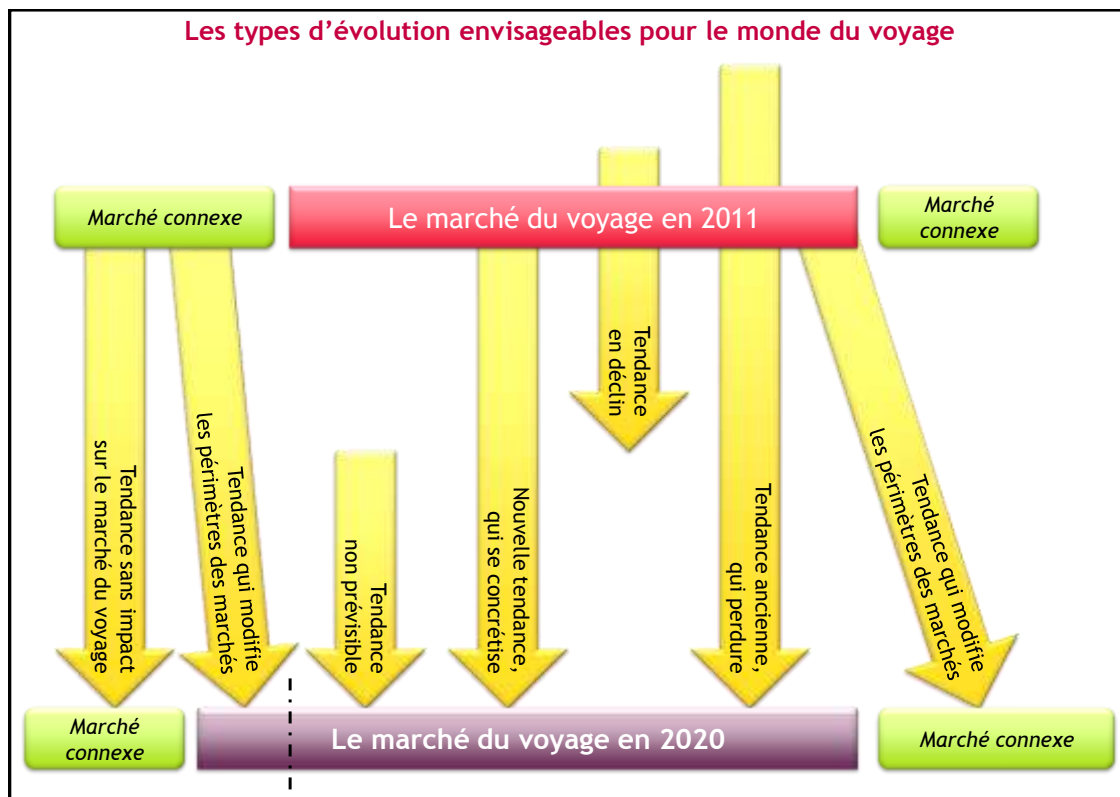 Les types d'évolution envisageables pour le monde du voyage
Marché connexe
Le marché du voyage en 2011
Marché
connexe
Tendance sans impact
sur le marché du voyage
Tendance qui modifie
les périmètres des marchés
Tendance
non prévisible
Nouvelle tendance,
qui se concrétise
Tendance
en déclin
Tendance ancienne,
qui perdure
Tendance qui modifie
les périmètres des marchés
Marché
connexe
Le marché du voyage en 2020
Marché connexe